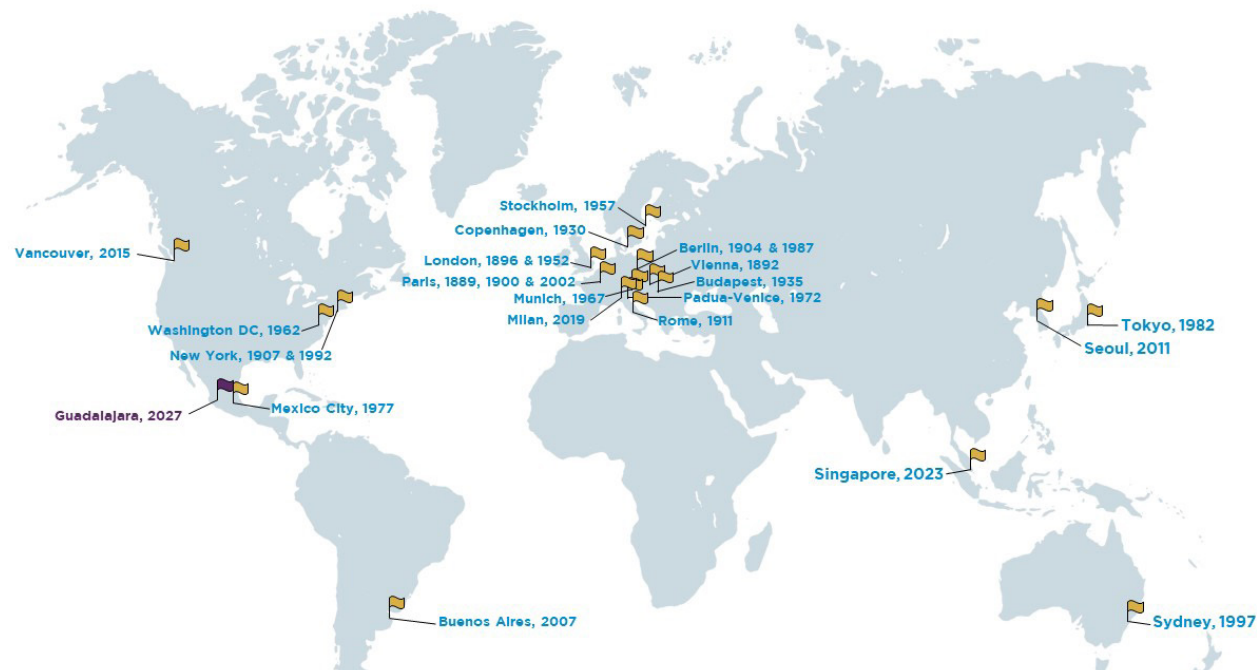 Stockholm, 1957
Copenhagen, 1930
Berlin, 1904 & 1987
Vancouver, 2015
London, 1896 & 1952
Vienna, 1892
Paris, 1889, 1900 & 2002
Budapest, 1935
Munich, 1967
Padua-Venice, 1972
Milan, 2019
Rome, 1911
Washington DC, 1962
Tokyo, 1982
New York, 1907 & 1992
Seoul, 2011
Guadalajara, 2027
Mexico City, 1977
Singapore, 2023
Buenos Aires, 2007
Sydney, 1997